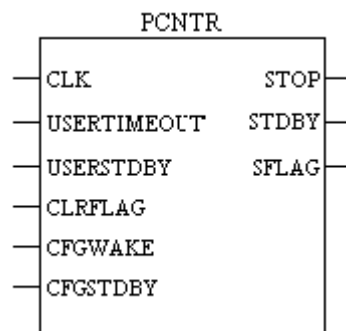 PCNTR
CLK STOP
USERTIMEOUT STDBY
USERSTDBY SFLAG
CLRFLAG
CFGWAKE
CFGSTDBY